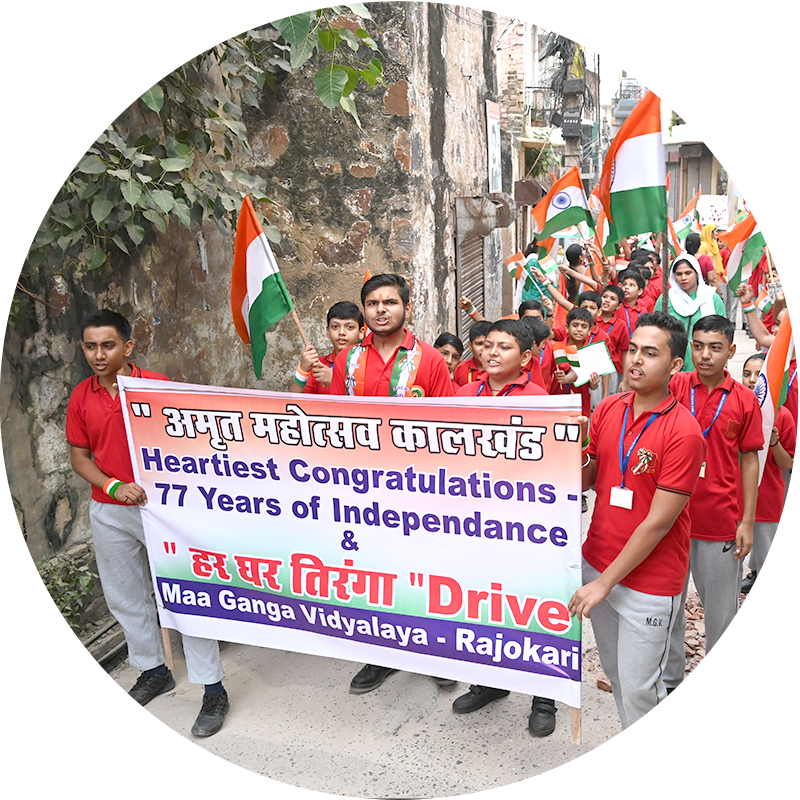 " अमृत महोत्सव कालखंड "
Heartiest Congratulations -
77 Years of Independance
&
" हर घर तिरंगा "Drive
Maa Ganga Vidyalaya - Rajokari
M.G.V.